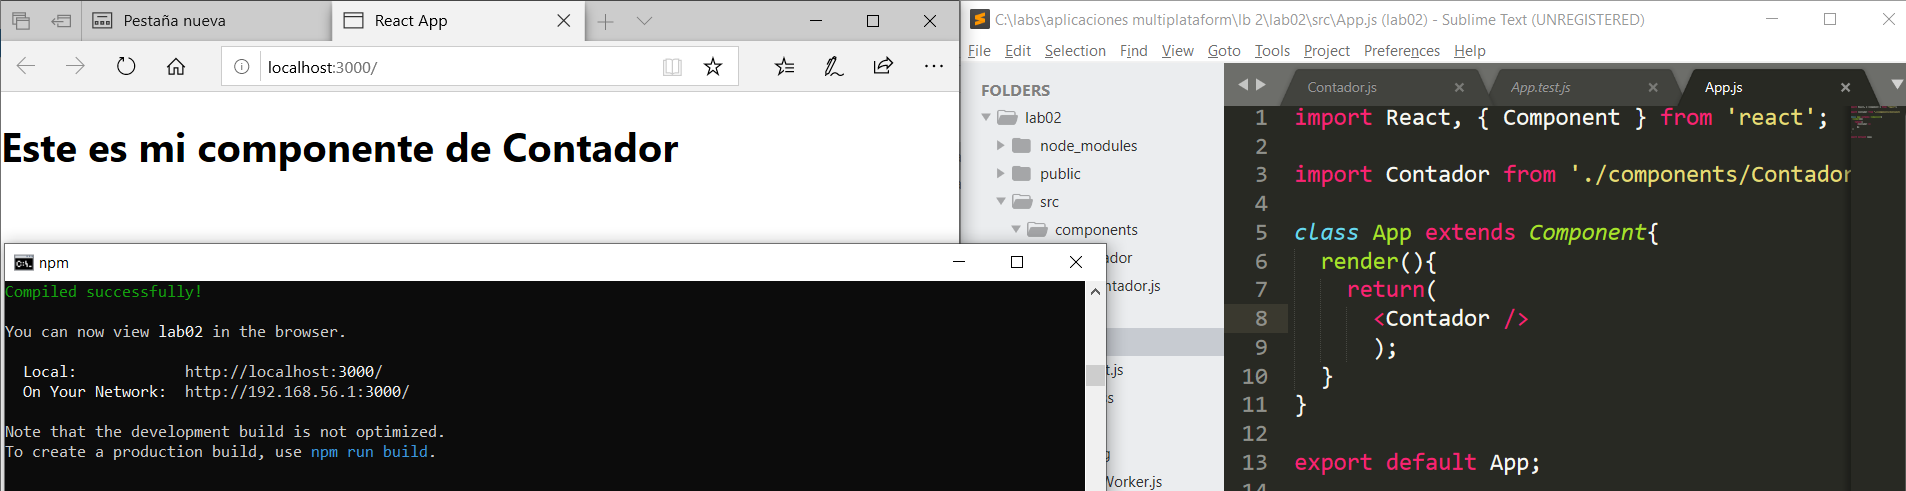 Pestaña nueva
React App
localhost:3000/
Este es mi componente de Contador
npm
Compiled successfully!
You can now view lab02 in the browser.
Local: http://localhost:3000/
On Your Network: http://192.168.56.1:3000/
Note that the development build is not optimized.
To create a production build, use npm run build.
C:\labs\aplicaciones multiplataform\lb 2\lab02\src\App.js (lab02) - Sublime Text (UNREGISTERED)
File Edit Selection Find View Goto Tools Project Preferences Help
FOLDERS
lab02
node_modules
public
src
components
ador
ntador.js
t.js
s
g
Worker.js
Contador.js
App.test.js
App.js
1 import React, { Component } from 'react';
2
3 import Contador from './components/Contador
4
5 class App extends Component{
6 render(){
7 return(
8 <Contador />
9 );
10 }
11 }
12
13 export default App;
14